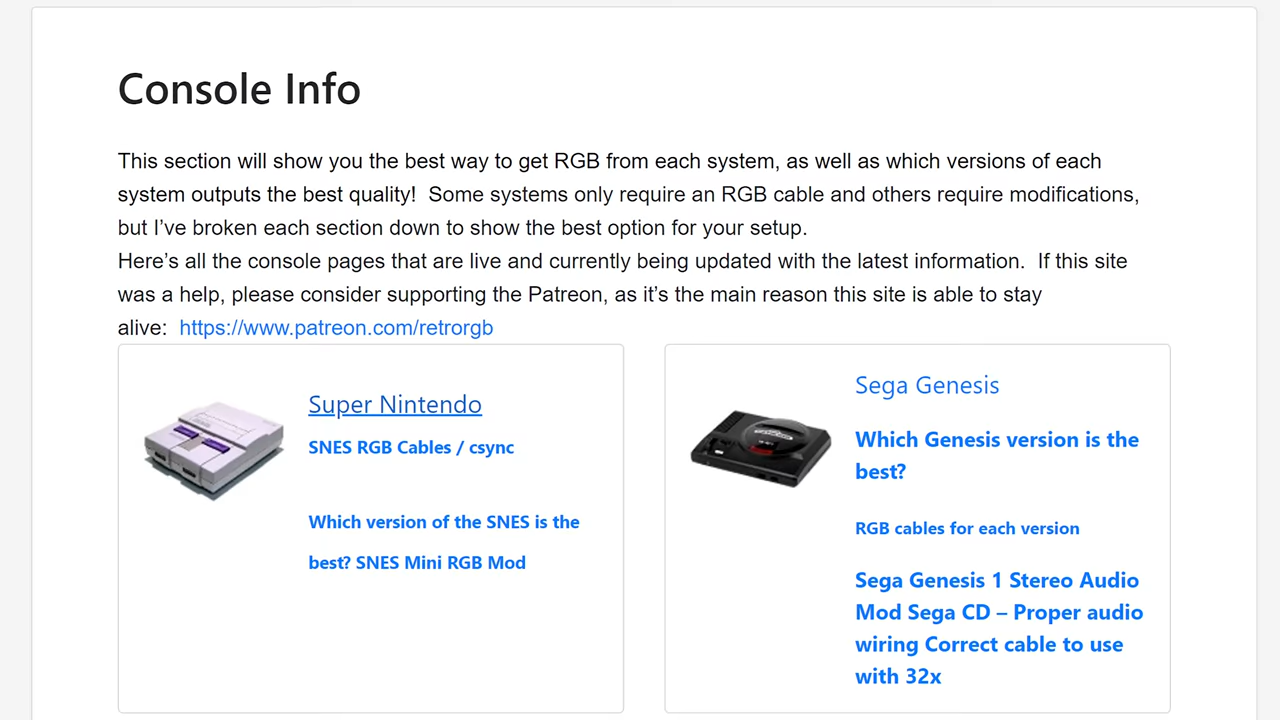 Console Info
This section will show you the best way to get RGB from each system, as well as which versions of each
system outputs the best quality!  Some systems only require an RGB cable and others require modifications,
but I’ve broken each section down to show the best option for your setup.
Here’s all the console pages that are live and currently being updated with the latest information.  If this site
was a help, please consider supporting the Patreon, as it’s the main reason this site is able to stay
alive:  https://www.patreon.com/retrorgb
Super Nintendo
SNES RGB Cables / csync
Which version of the SNES is the
best? SNES Mini RGB Mod
Sega Genesis
Which Genesis version is the
best?
RGB cables for each version
Sega Genesis 1 Stereo Audio
Mod Sega CD – Proper audio
wiring Correct cable to use
with 32x